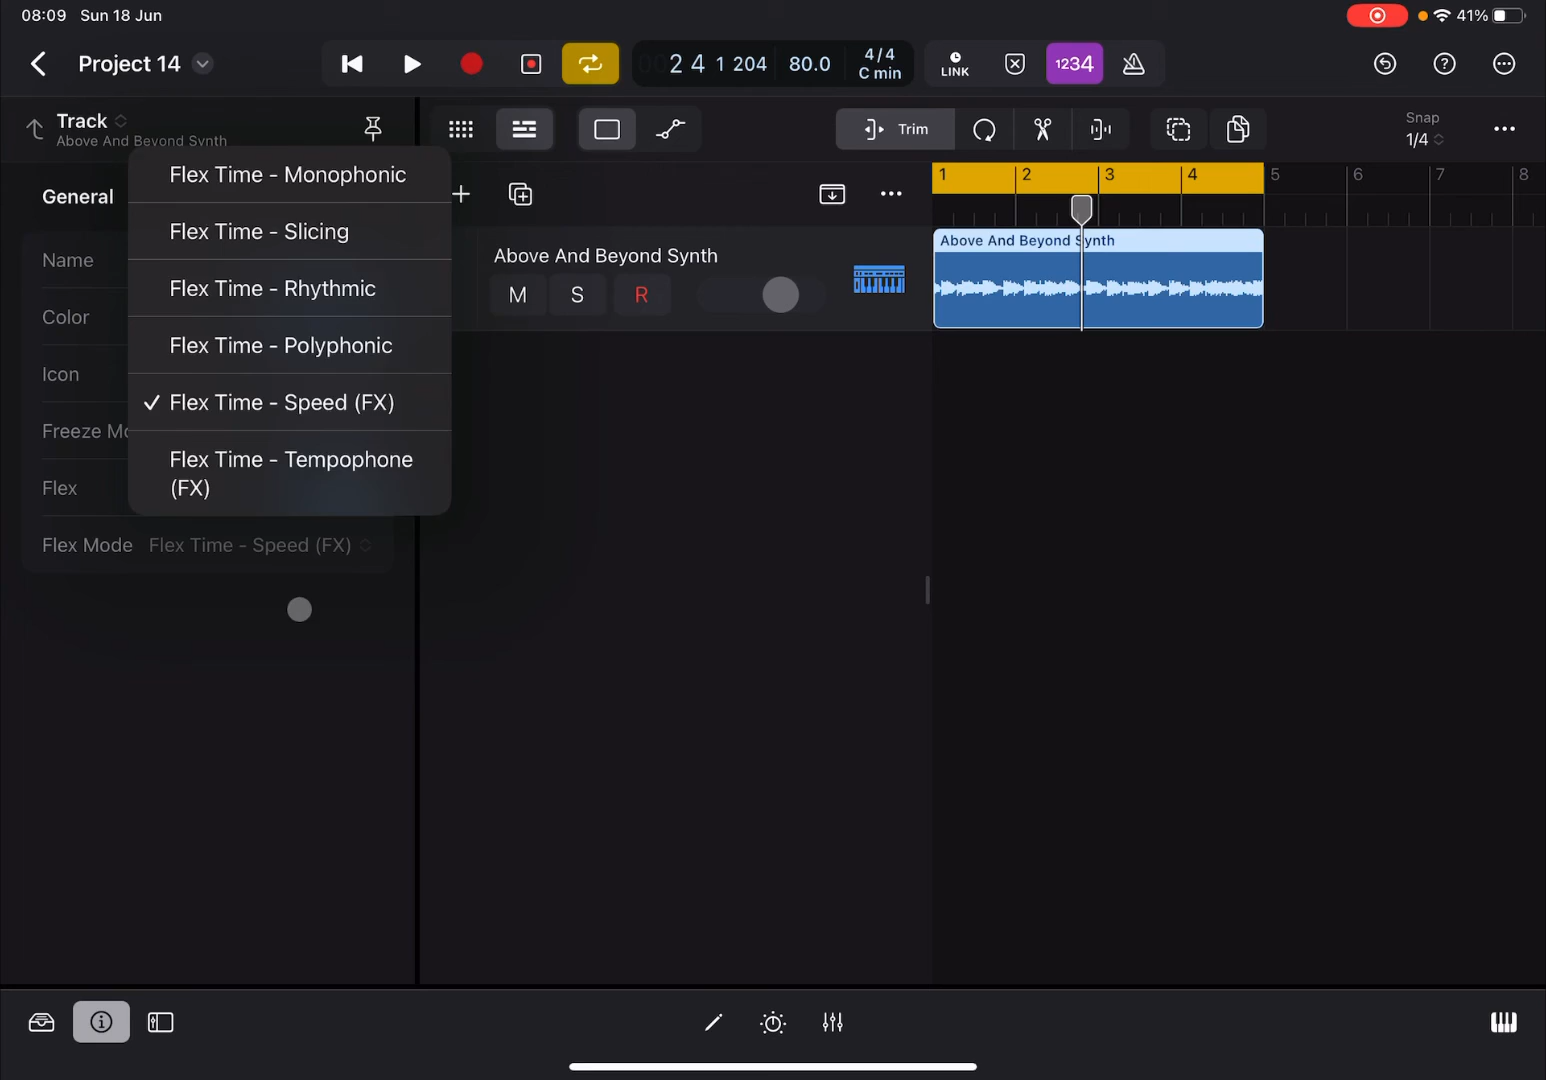 08:09 Sun 18 Jun
41%
Project 14
2 4 1 204
80.0
4/4
C min
LINK
1234
Track
Above And Beyond Synth
Trim
Snap
1/4
General
Name
Color
Icon
Freeze Mo
Flex
Flex Mode Flex Time - Speed (FX)
Flex Time - Monophonic
Flex Time - Slicing
Flex Time - Rhythmic
Flex Time - Polyphonic
Flex Time - Speed (FX)
Flex Time - Tempophone
(FX)
Above And Beyond Synth
M S R
1 2 3 4 5 6 7 8
Above And Beyond Synth